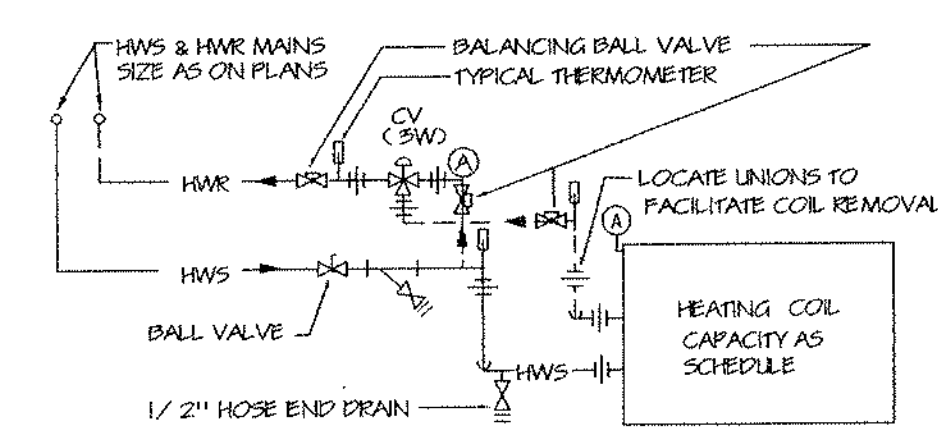 HWS & HWR MAINS
SIZE AS ON PLANS
BALANCING BALL VALVE
TYPICAL THERMOMETER
CV
(3W)
A
HWR
LOCATE UNIONS TO
FACILITATE COIL REMOVAL
A
HWS
BALL VALVE
HEATING COIL
CAPACITY AS
SCHEDULE
HWS
1/2" HOSE END DRAIN